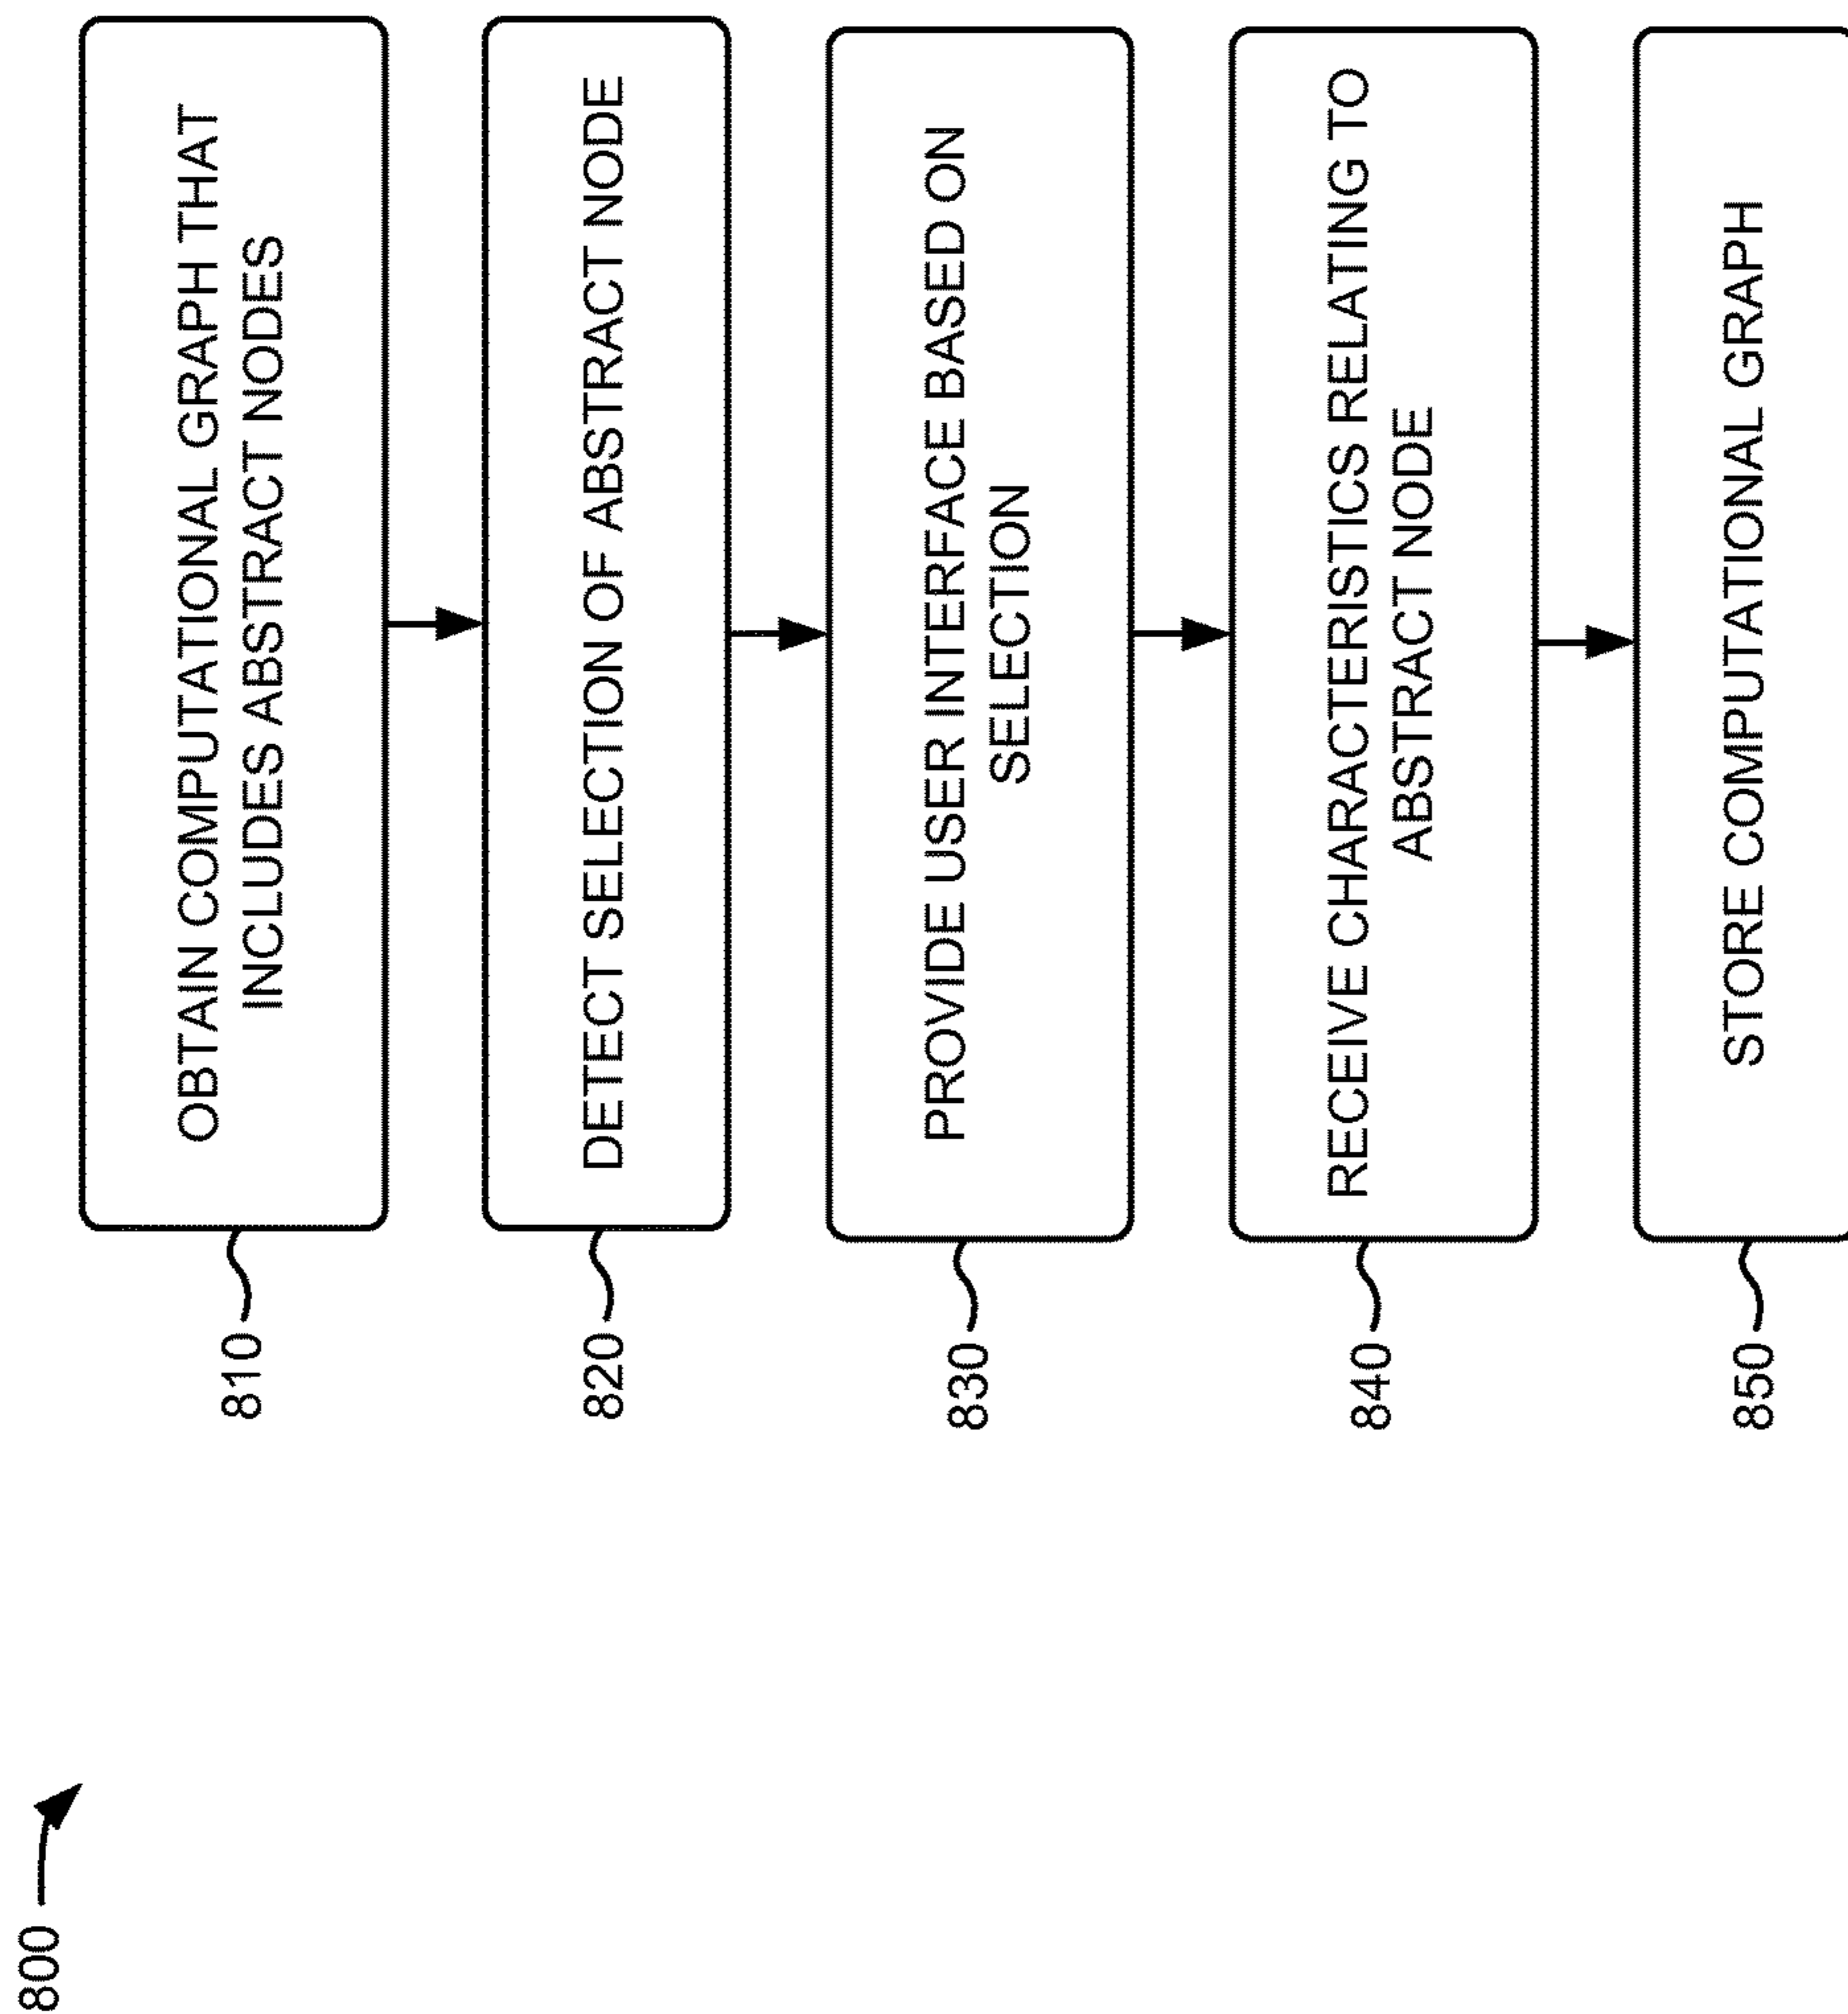 800
810
OBTAIN COMPUTATIONAL GRAPH THAT
INCLUDES ABSTRACT NODES
820
DETECT SELECTION OF ABSTRACT NODE
830
PROVIDE USER INTERFACE BASED ON
SELECTION
840
RECEIVE CHARACTERISTICS RELATING TO
ABSTRACT NODE
850
STORE COMPUTATIONAL GRAPH